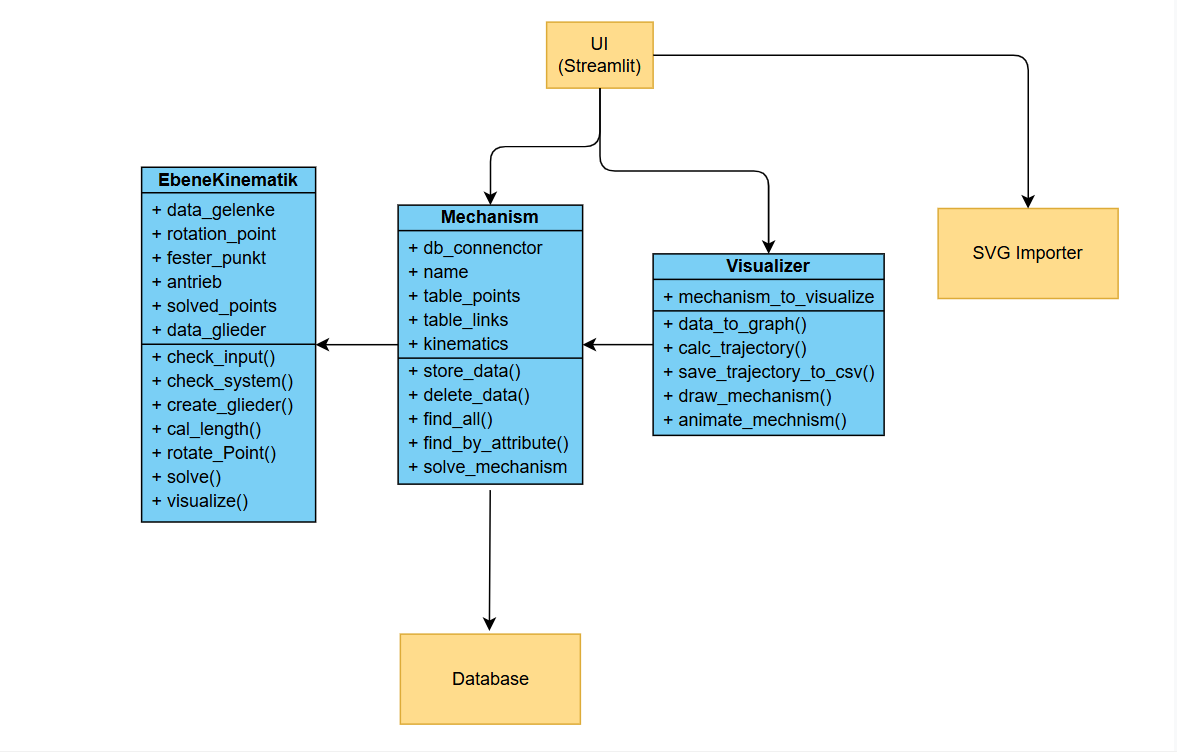 UI
(Streamlit)
EbeneKinematik
+ data_gelenke
+ rotation_point
+ fester_punkt
+ antrieb
+ solved_points
+ data_glieder
+ check_input()
+ check_system()
+ create_glieder()
+ cal_length()
+ rotate_Point()
+ solve()
+ visualize()
Mechanism
+ db_connenctor
+ name
+ table_points
+ table_links
+ kinematics
+ store_data()
+ delete_data()
+ find_all()
+ find_by_attribute()
+ solve_mechanism
Visualizer
+ mechanism_to_visualize
+ data_to_graph()
+ calc_trajectory()
+ save_trajectory_to_csv()
+ draw_mechanism()
+ animate_mechnism()
SVG Importer
Database